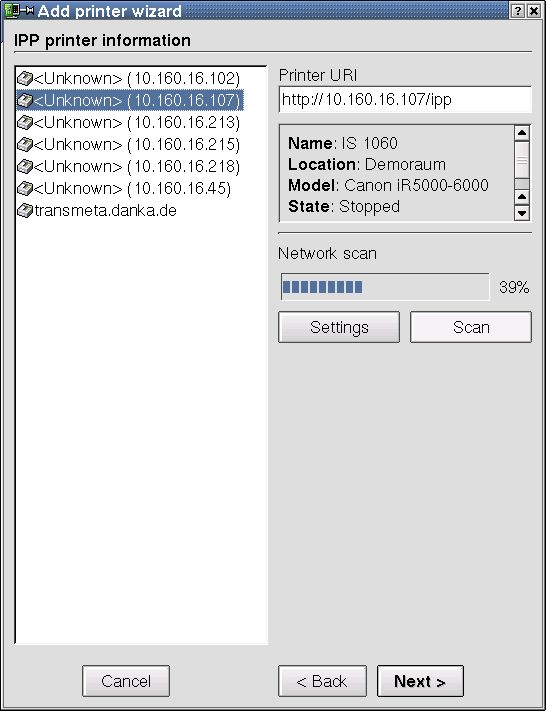 Add printer wizard
IPP printer information
<Unknown> (10.160.16.102)
<Unknown> (10.160.16.107)
<Unknown> (10.160.16.213)
<Unknown> (10.160.16.215)
<Unknown> (10.160.16.218)
<Unknown> (10.160.16.45)
transmeta.danka.de
Printer URI
http://10.160.16.107/ipp
Name: IS 1060
Location: Demoraum
Model: Canon iR5000-6000
State: Stopped
Network scan
39%
Settings
Scan
Cancel
< Back
Next >